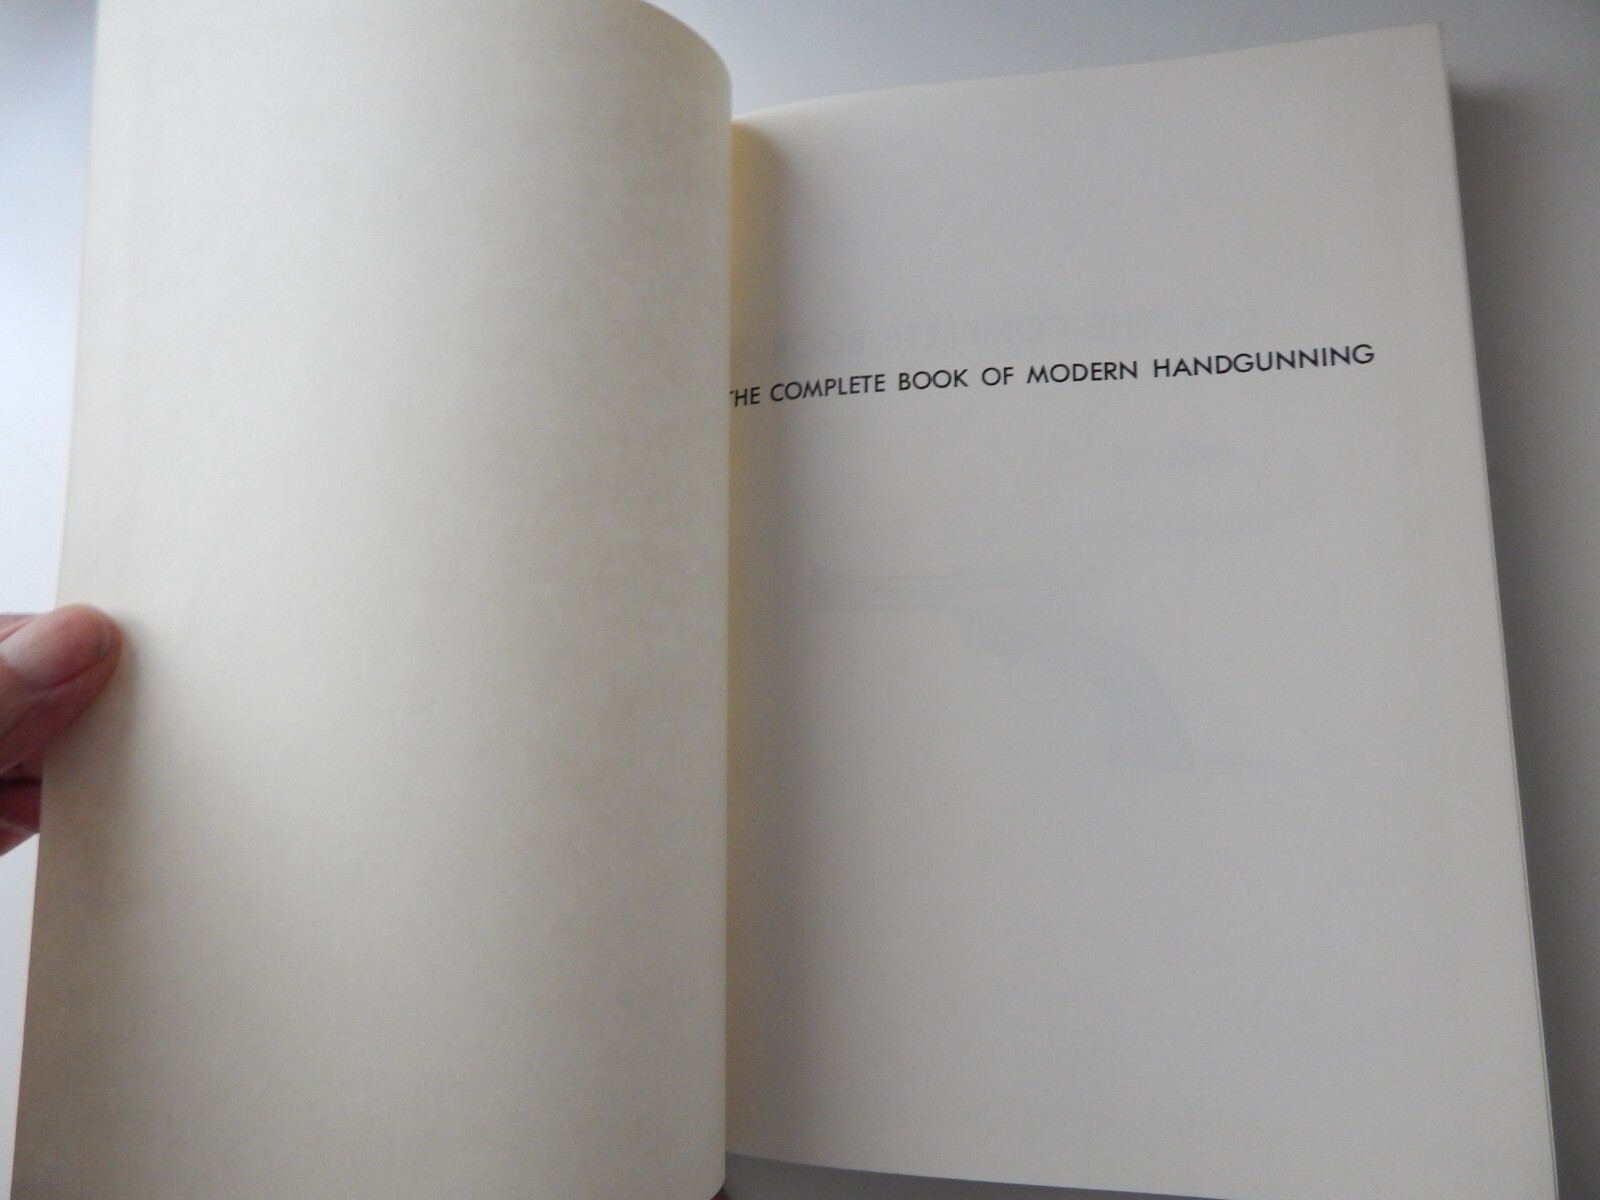 THE COMPLETE BOOK OF MODERN HANDGUNNING